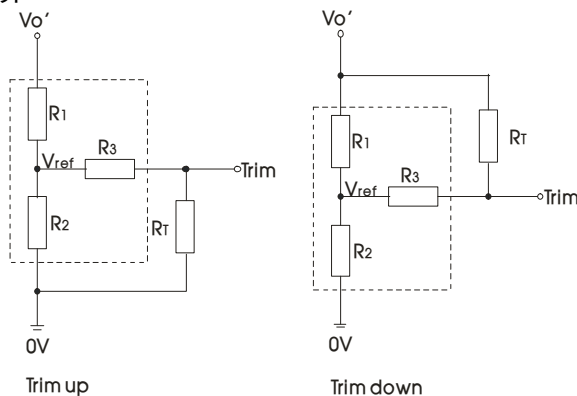 Vo′
R1
Vref
R3
Trim
R2
RT
0V
Trim up
Vo′
R1
RT
Vref
R3
Trim
R2
0V
Trim down